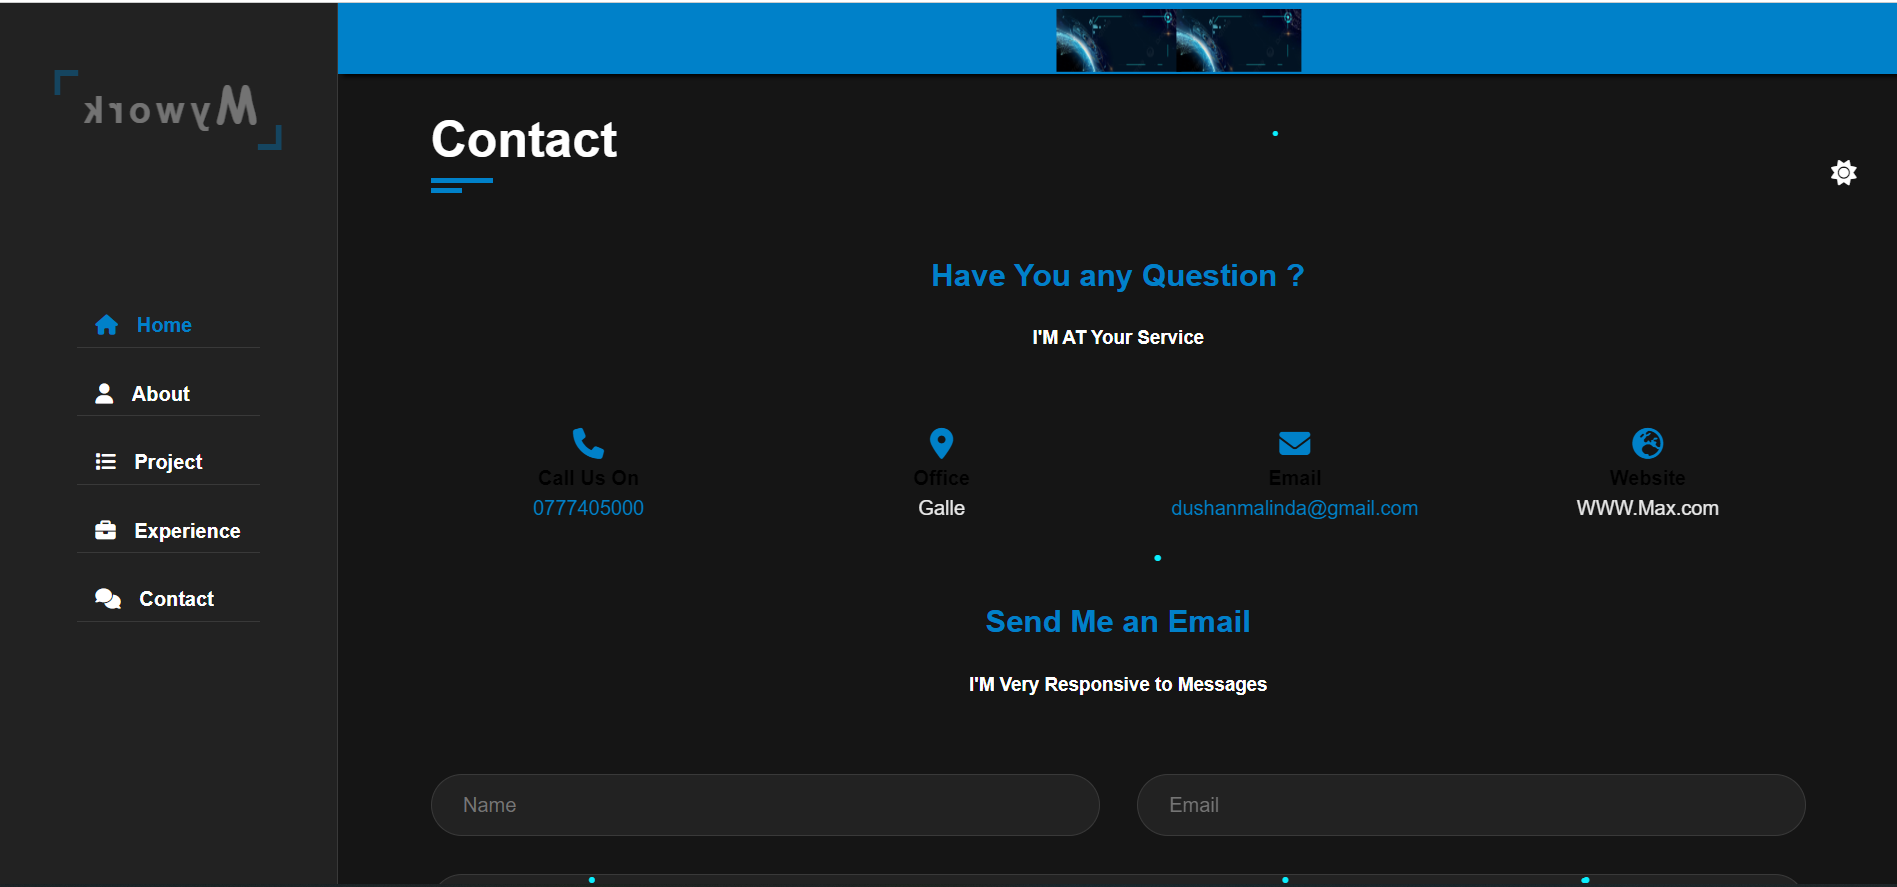 Mywork
Contact
Have You any Question ?
I'M AT Your Service
Home
About
Project
Experience
Contact
Call Us On
0777405000
Office
Galle
Email
dushanmalinda@gmail.com
Website
WWW.Max.com
Send Me an Email
I'M Very Responsive to Messages
Name
Email